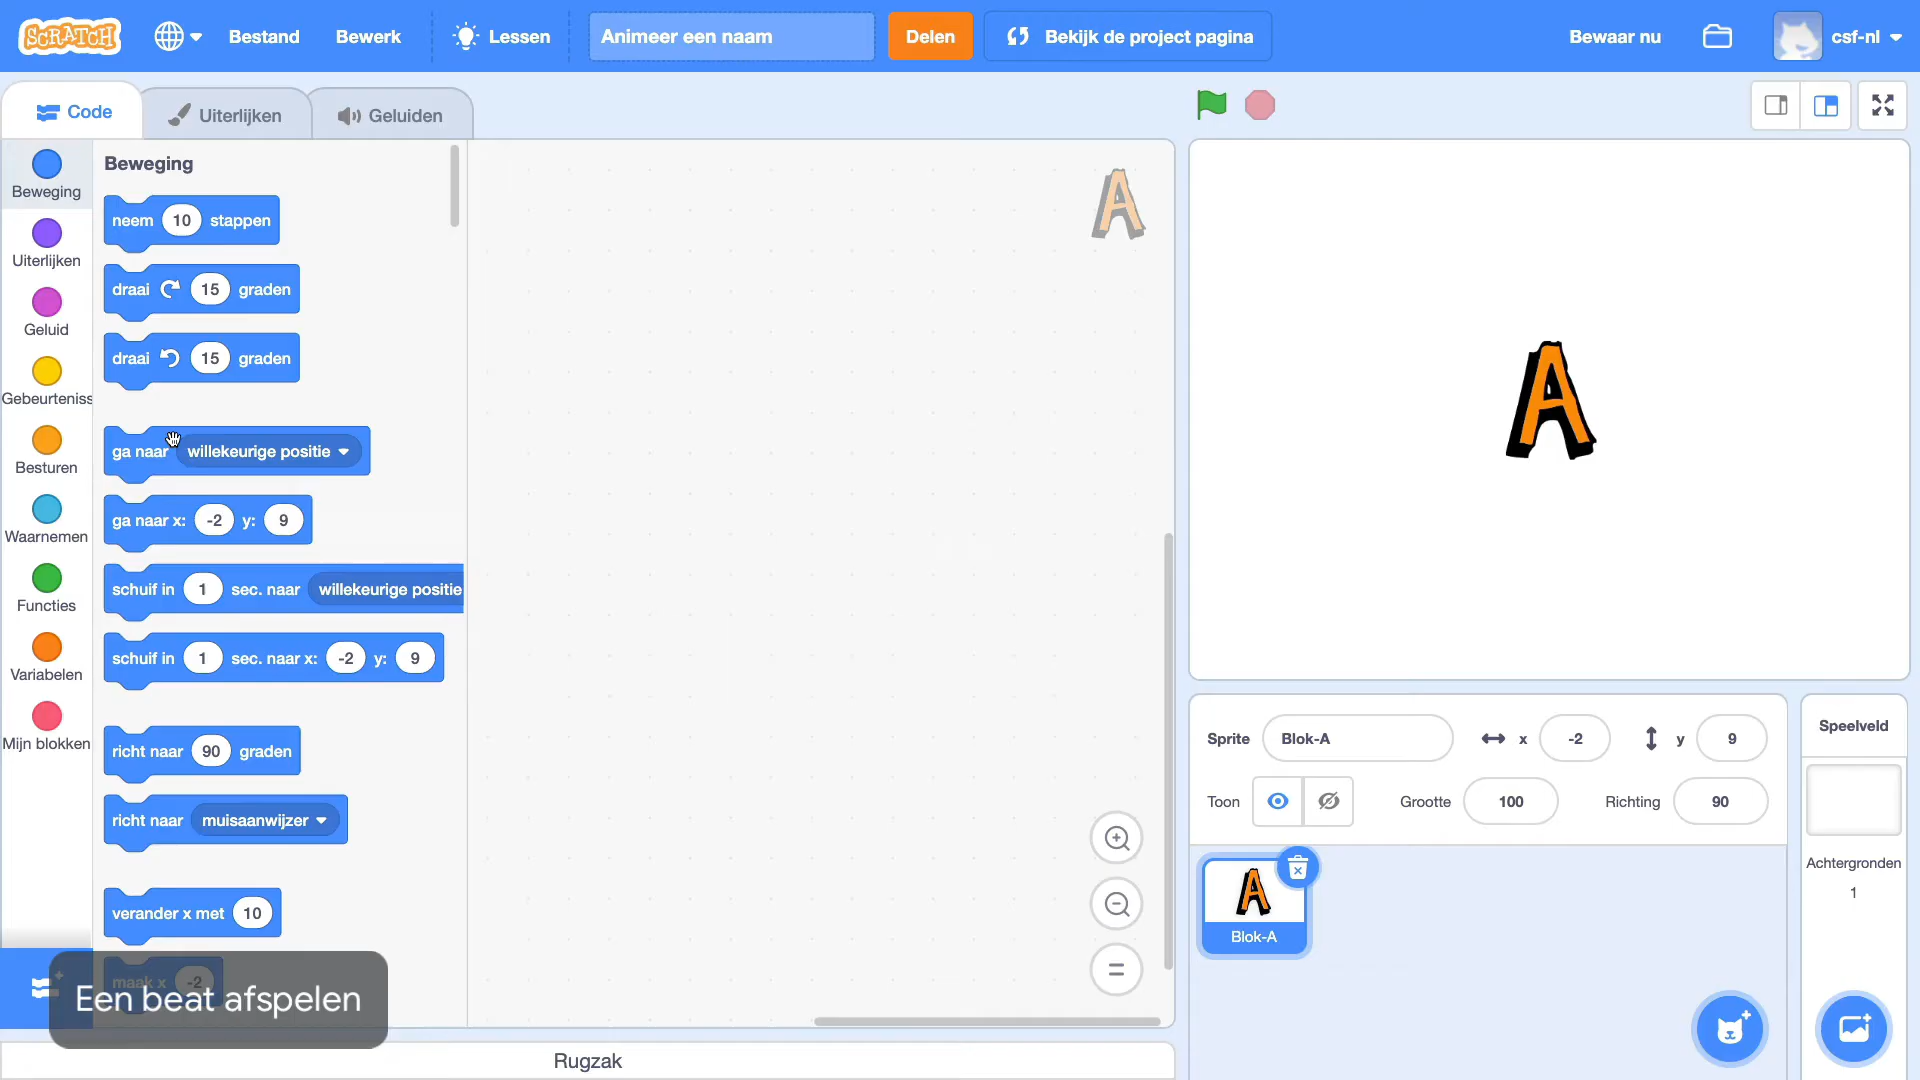 SCRATCH
Bestand
Bewerk
Lessen
Animeer een naam
Delen
Bekijk de project pagina
Bewaar nu
csf-nl
Code
Uiterlijken
Geluiden
Beweging
Uiterlijken
Geluid
Gebeurteniss
Besturen
Waarnemen
Functies
Variabelen
Mijn blokken
Beweging
neem 10 stappen
draai 15 graden
draai 15 graden
ga naar willekeurige positie
ga naar x: -2 y: 9
schuif in 1 sec. naar willekeurige positie
schuif in 1 sec. naar x: -2 y: 9
richt naar 90 graden
richt naar muisaanwijzer
verander x met 10
maak x -2
Een beat afspelen
Rugzak
A
A
Sprite Blok-A x -2 y 9
Toon Grootte 100 Richting 90
A
Blok-A
Speelveld
Achtergronden
1